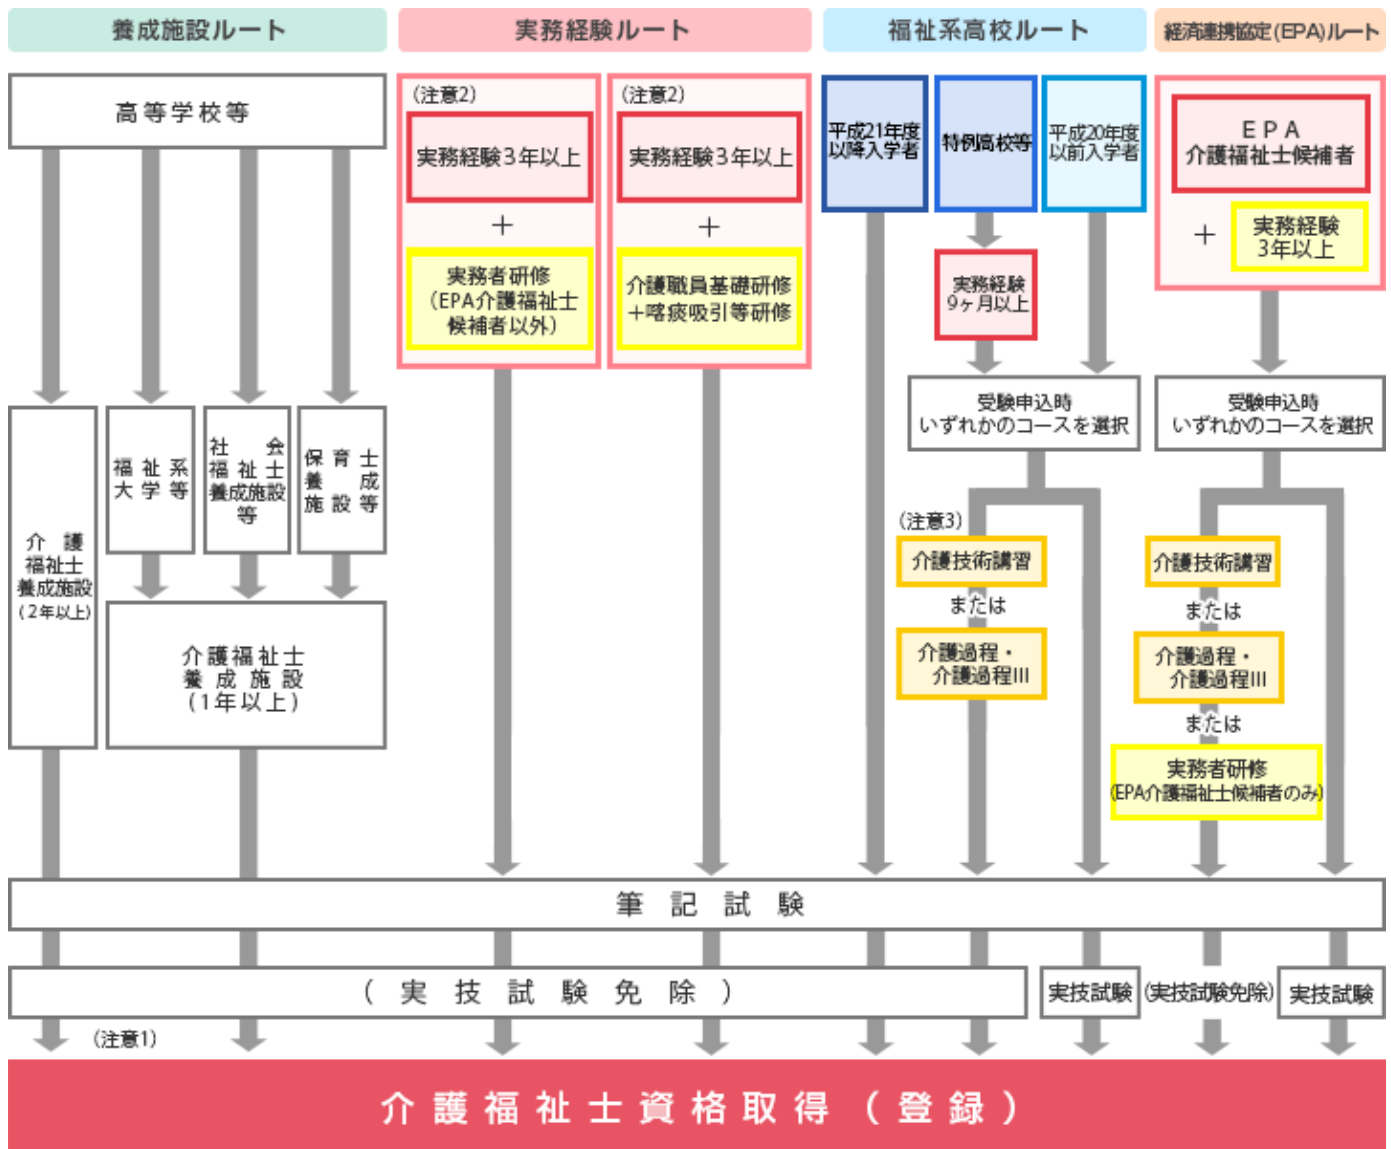 養成施設ルート
実務経験ルート
福祉系高校ルート
経済連携協定(EPA)ルート
高等学校等
介護
福祉士
養成施設
(2年以上)
福祉系
大学等
社会
福祉士
養成施設
等
保育士
養成
施設等
介護福祉士
養成施設
(1年以上)
(注意2)
実務経験3年以上
+
実務者研修
(EPA介護福祉士
候補者以外)
(注意2)
実務経験3年以上
+
介護職員基礎研修
+喀痰吸引等研修
平成21年度
以降入学者
特例高校等
平成20年度
以前入学者
実務経験
9ヶ月以上
受験申込時
いずれかのコースを選択
(注意3)
介護技術講習
または
介護過程・
介護過程III
EPA
介護福祉士候補者
+
実務経験
3年以上
受験申込時
いずれかのコースを選択
介護技術講習
または
介護過程・
介護過程III
または
実務者研修
(EPA介護福祉士候補者のみ)
筆記試験
(実技試験免除)
実技試験
(実技試験免除)
実技試験
(注意1)
介護福祉士資格取得(登録)